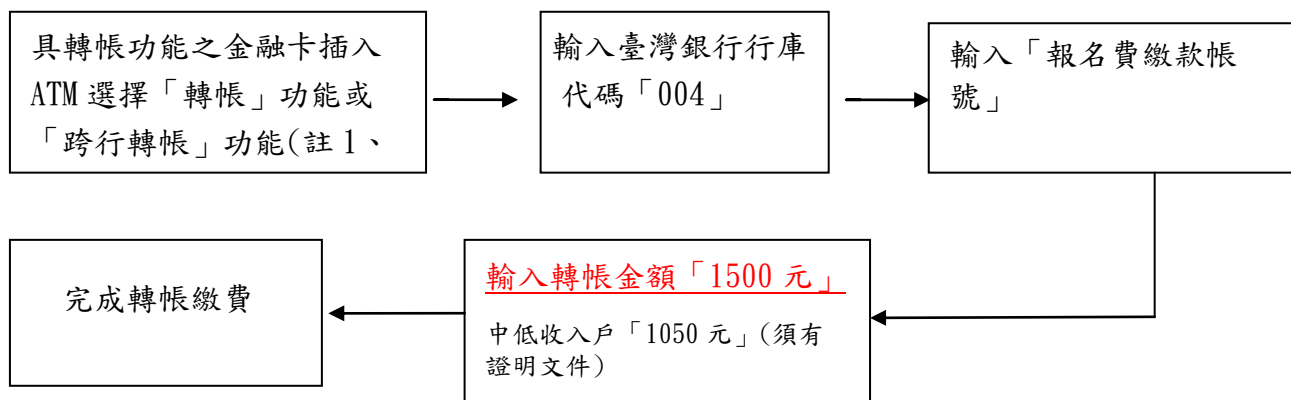 具轉帳功能之金融卡插入
ATM 選擇「轉帳」功能或
「跨行轉帳」功能(註 1、
輸入臺灣銀行行庫
代碼「004」
輸入「報名費繳款帳
號」
輸入轉帳金額「1500 元」
中低收入戶「1050 元」(須有
證明文件)
完成轉帳繳費